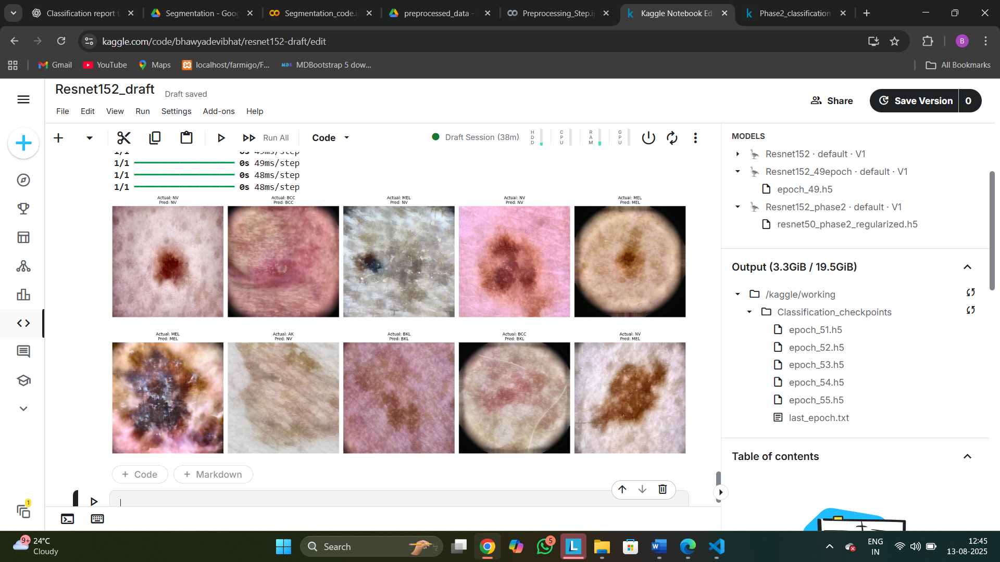 Classification report t
Segmentation - Goog
Segmentation_code.i
preprocessed_data -
Preprocessing_Step.i
Kaggle Notebook Ed
Phase2_classification
kaggle.com/code/bhawyadevibhat/resnet152-draft/edit
B
Gmail
YouTube
Maps
localhost/farmigo/F...
MDB
MDBootstrap 5 dow...
All Bookmarks
Resnet152_draft
Draft saved
File
Edit
View
Run
Settings
Add-ons
Help
Share
Save Version
0
Run All
Code
Draft Session (38m)
HDD
CPU
RAM
GPU
1/1 0s 49ms/step
1/1 0s 49ms/step
1/1 0s 48ms/step
1/1 0s 48ms/step
Actual: NV
Pred: NV
Actual: BCC
Pred: BCC
Actual: MEL
Pred: NV
Actual: NV
Pred: NV
Actual: MEL
Pred: MEL
Actual: MEL
Pred: MEL
Actual: AK
Pred: NV
Actual: BKL
Pred: BKL
Actual: BCC
Pred: BKL
Actual: NV
Pred: MEL
+ Code
+ Markdown
MODELS
Resnet152 · default · V1
Resnet152_49epoch · default · V1
epoch_49.h5
Resnet152_phase2 · default · V1
resnet50_phase2_regularized.h5
Output (3.3GiB / 19.5GiB)
/kaggle/working
Classification_checkpoints
epoch_51.h5
epoch_52.h5
epoch_53.h5
epoch_54.h5
epoch_55.h5
last_epoch.txt
Table of contents
1
9+
24°C
Cloudy
Search
5
ENG
IN
12:45
13-08-2025